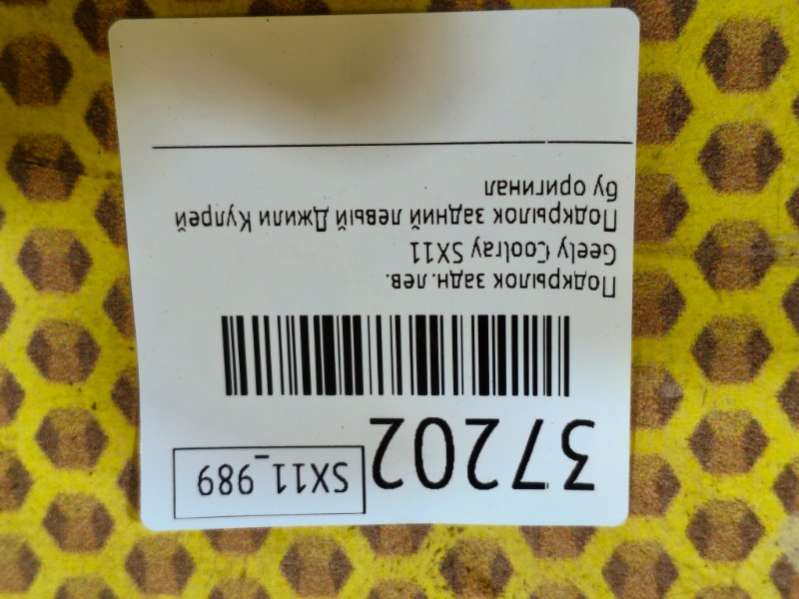 37202
SX11_989
Подкрылок задн.лев.
Geely Coolray SX11
Подкрылок задний левый Джили Кулрей
бу оригинал